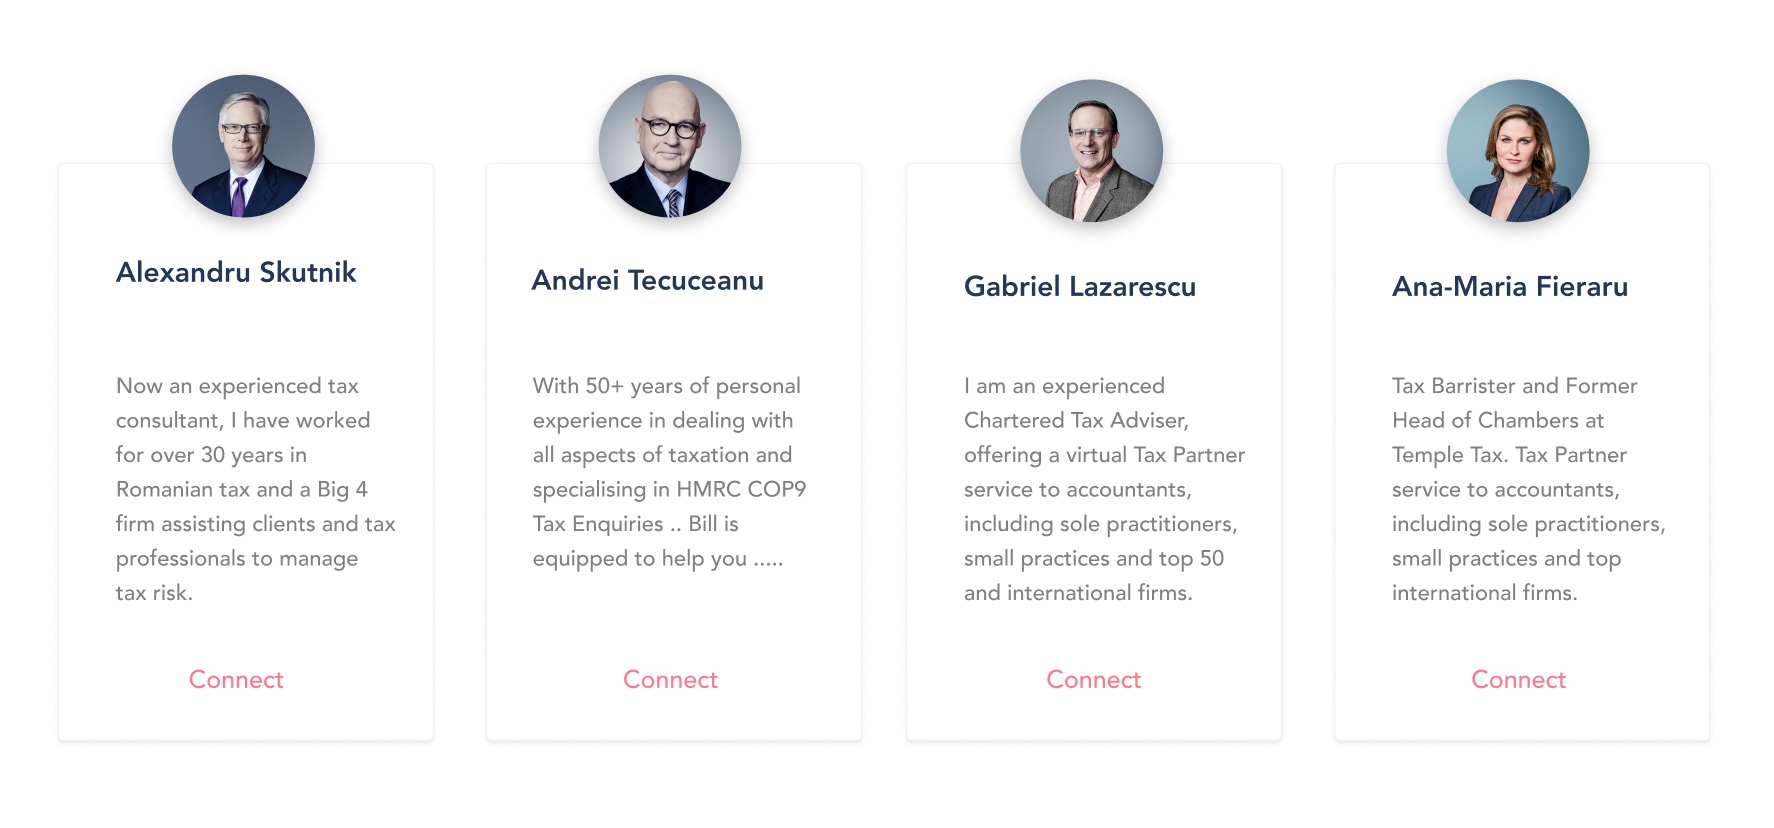 Alexandru Skutnik
Now an experienced tax
consultant, I have worked
for over 30 years in
Romanian tax and a Big 4
firm assisting clients and tax
professionals to manage
tax risk.
Connect
Andrei Tecuceanu
With 50+ years of personal
experience in dealing with
all aspects of taxation and
specialising in HMRC COP9
Tax Enquiries .. Bill is
equipped to help you .....
Connect
Gabriel Lazarescu
I am an experienced
Chartered Tax Adviser,
offering a virtual Tax Partner
service to accountants,
including sole practitioners,
small practices and top 50
and international firms.
Connect
Ana-Maria Fieraru
Tax Barrister and Former
Head of Chambers at
Temple Tax. Tax Partner
service to accountants,
including sole practitioners,
small practices and top
international firms.
Connect